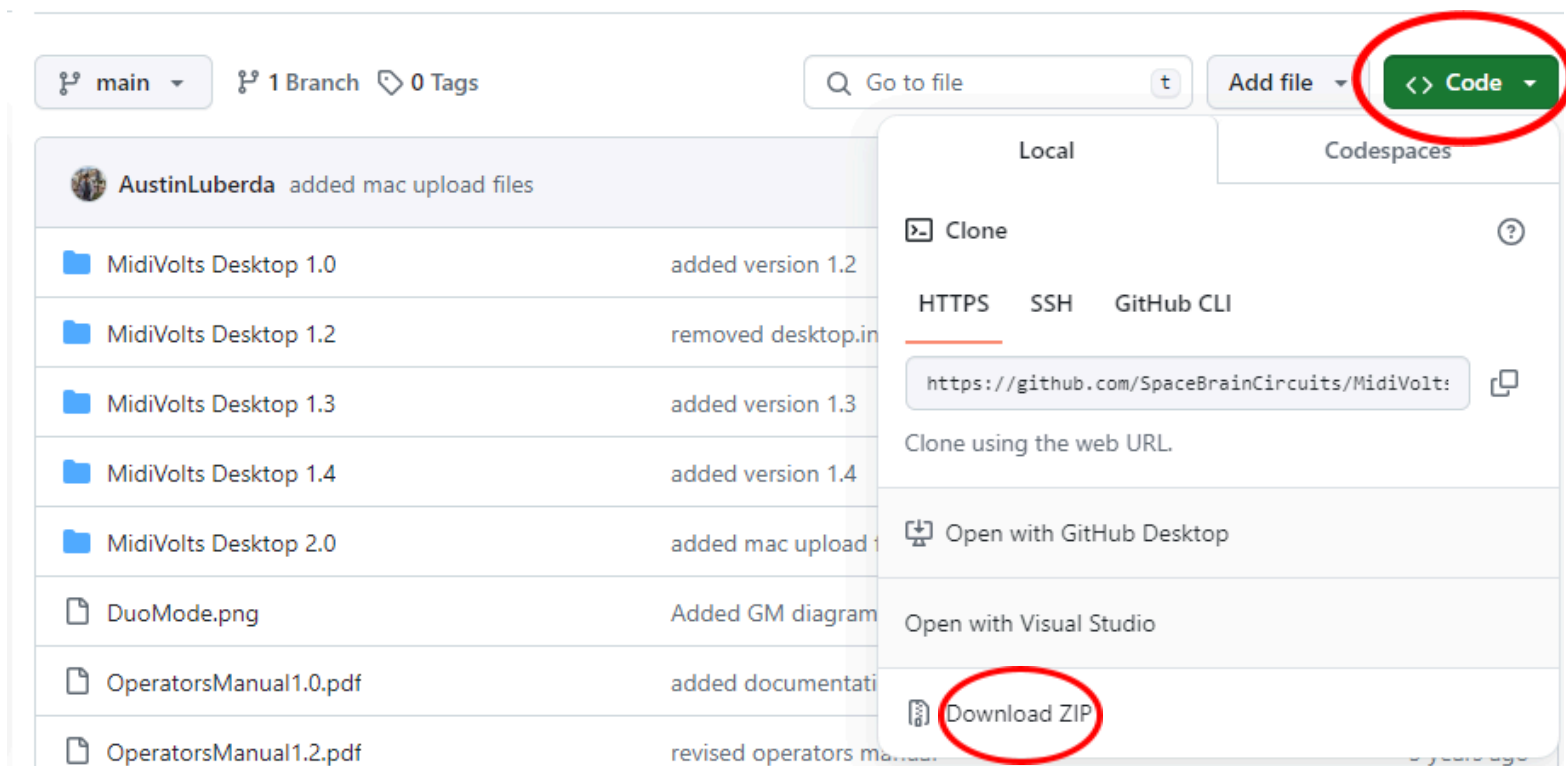 main 1 Branch 0 Tags Go to file t Add file <> Code
Local Codespaces
AustinLuberda added mac upload files
Clone
MidiVolts Desktop 1.0 added version 1.2
HTTPS SSH GitHub CLI
MidiVolts Desktop 1.2 removed desktop.in
https://github.com/SpaceBrainCircuits/MidiVolts
MidiVolts Desktop 1.3 added version 1.3
Clone using the web URL.
MidiVolts Desktop 1.4 added version 1.4
Open with GitHub Desktop
MidiVolts Desktop 2.0 added mac upload
DuoMode.png Added GM diagram
Open with Visual Studio
OperatorsManual1.0.pdf added documentati
Download ZIP
OperatorsManual1.2.pdf revised operators manual years ago